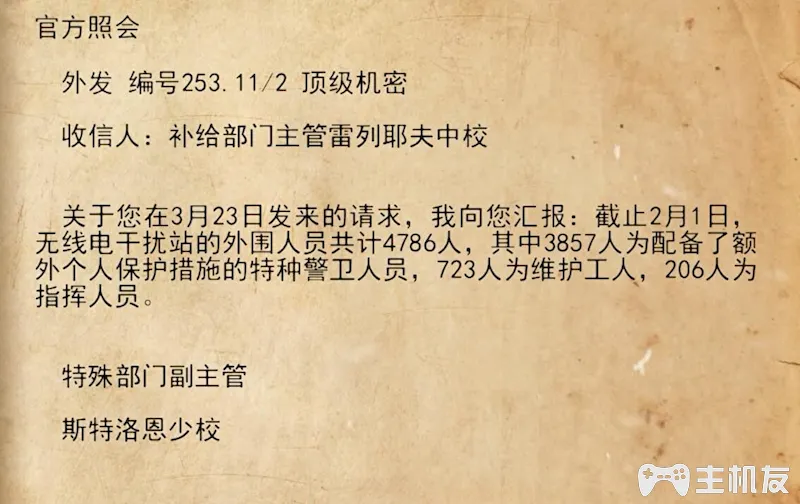 官方照会
外发 编号253.11/2 顶级机密
收信人：补给部门主管雷列耶夫中校
关于您在3月23日发来的请求，我向您汇报：截止2月1日，
无线电干扰站的外围人员共计4786人，其中3857人为配备了额
外个人保护措施的特种警卫人员，723人为维护工人，206人为
指挥人员。
特殊部门副主管
斯特洛恩少校
主机友